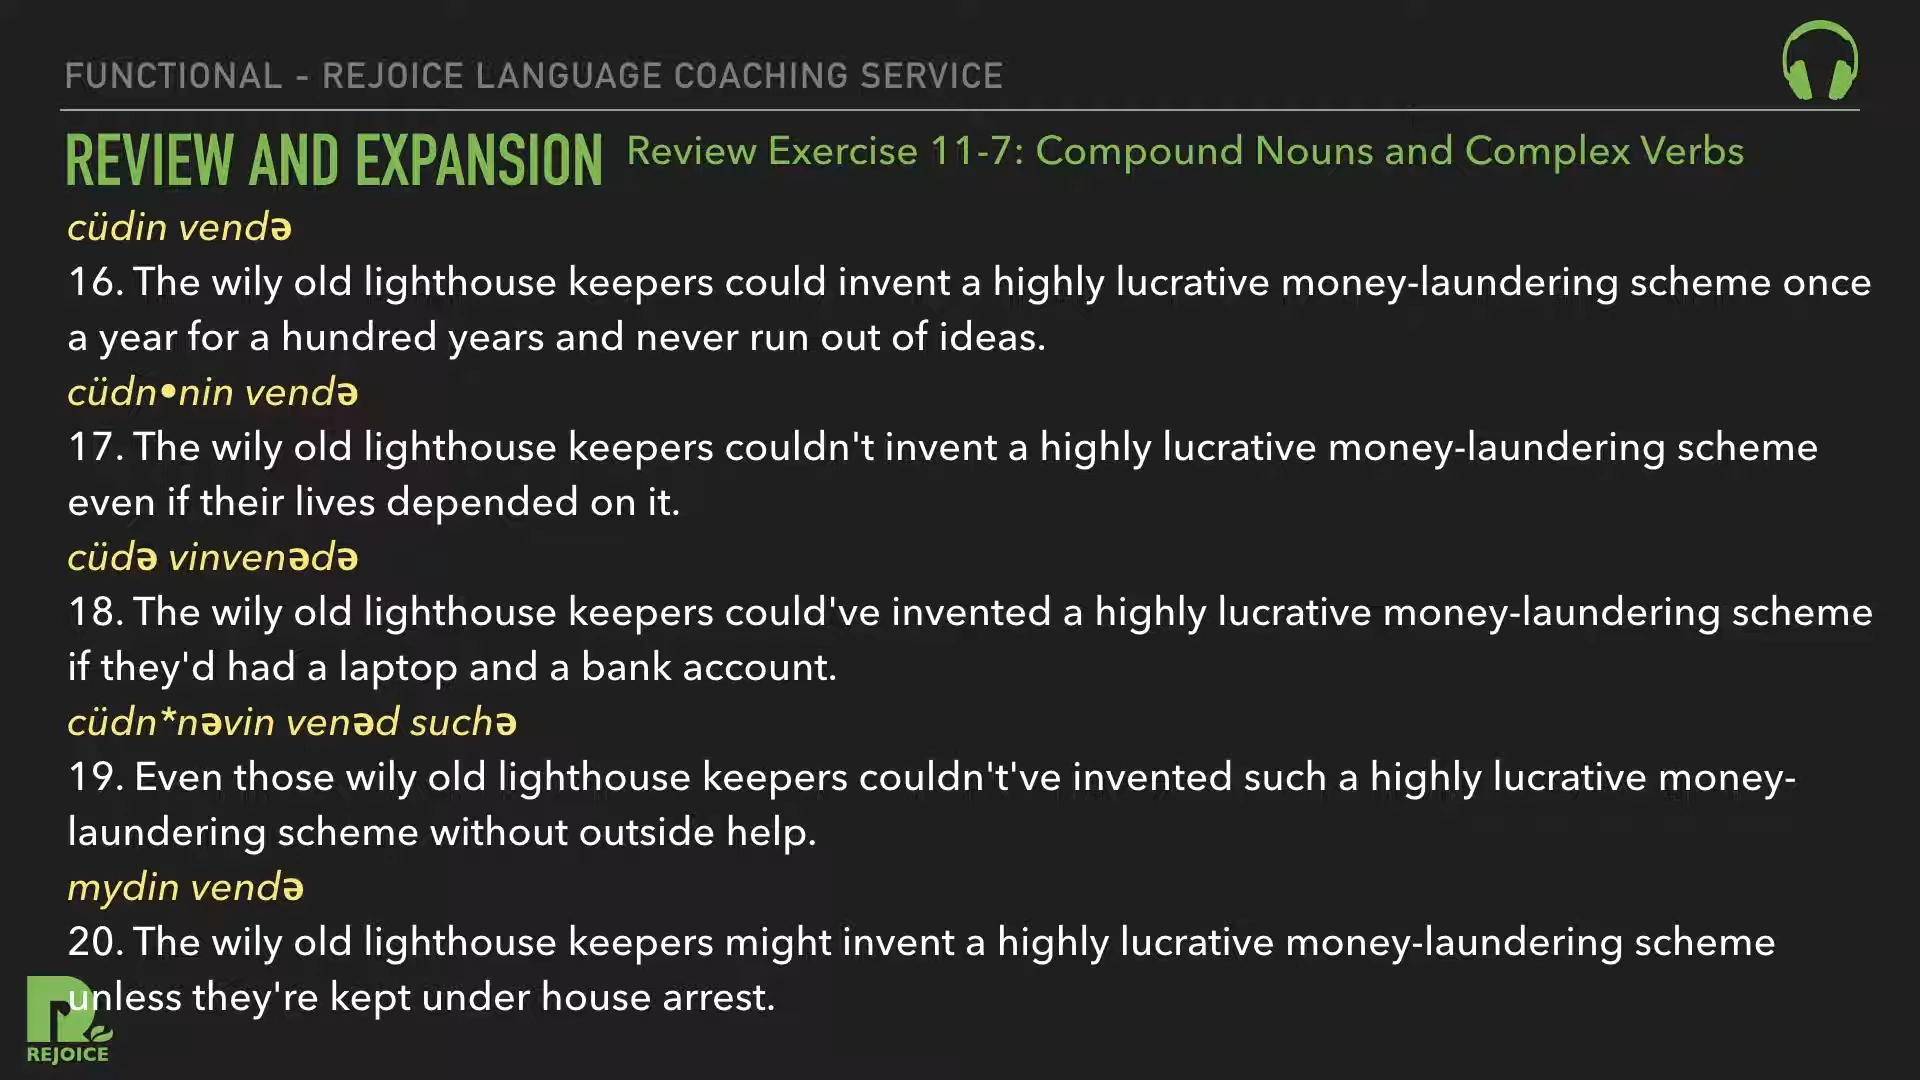 FUNCTIONAL - REJOICE LANGUAGE COACHING SERVICE
REVIEW AND EXPANSION Review Exercise 11-7: Compound Nouns and Complex Verbs
cüdin vendə
16. The wily old lighthouse keepers could invent a highly lucrative money-laundering scheme once
a year for a hundred years and never run out of ideas.
cüdn•nin vendə
17. The wily old lighthouse keepers couldn't invent a highly lucrative money-laundering scheme
even if their lives depended on it.
cüdə vinvenədə
18. The wily old lighthouse keepers could've invented a highly lucrative money-laundering scheme
if they'd had a laptop and a bank account.
cüdn*nəvin venəd suchə
19. Even those wily old lighthouse keepers couldn't've invented such a highly lucrative money-
laundering scheme without outside help.
mydin vendə
20. The wily old lighthouse keepers might invent a highly lucrative money-laundering scheme
unless they're kept under house arrest.
REJOICE